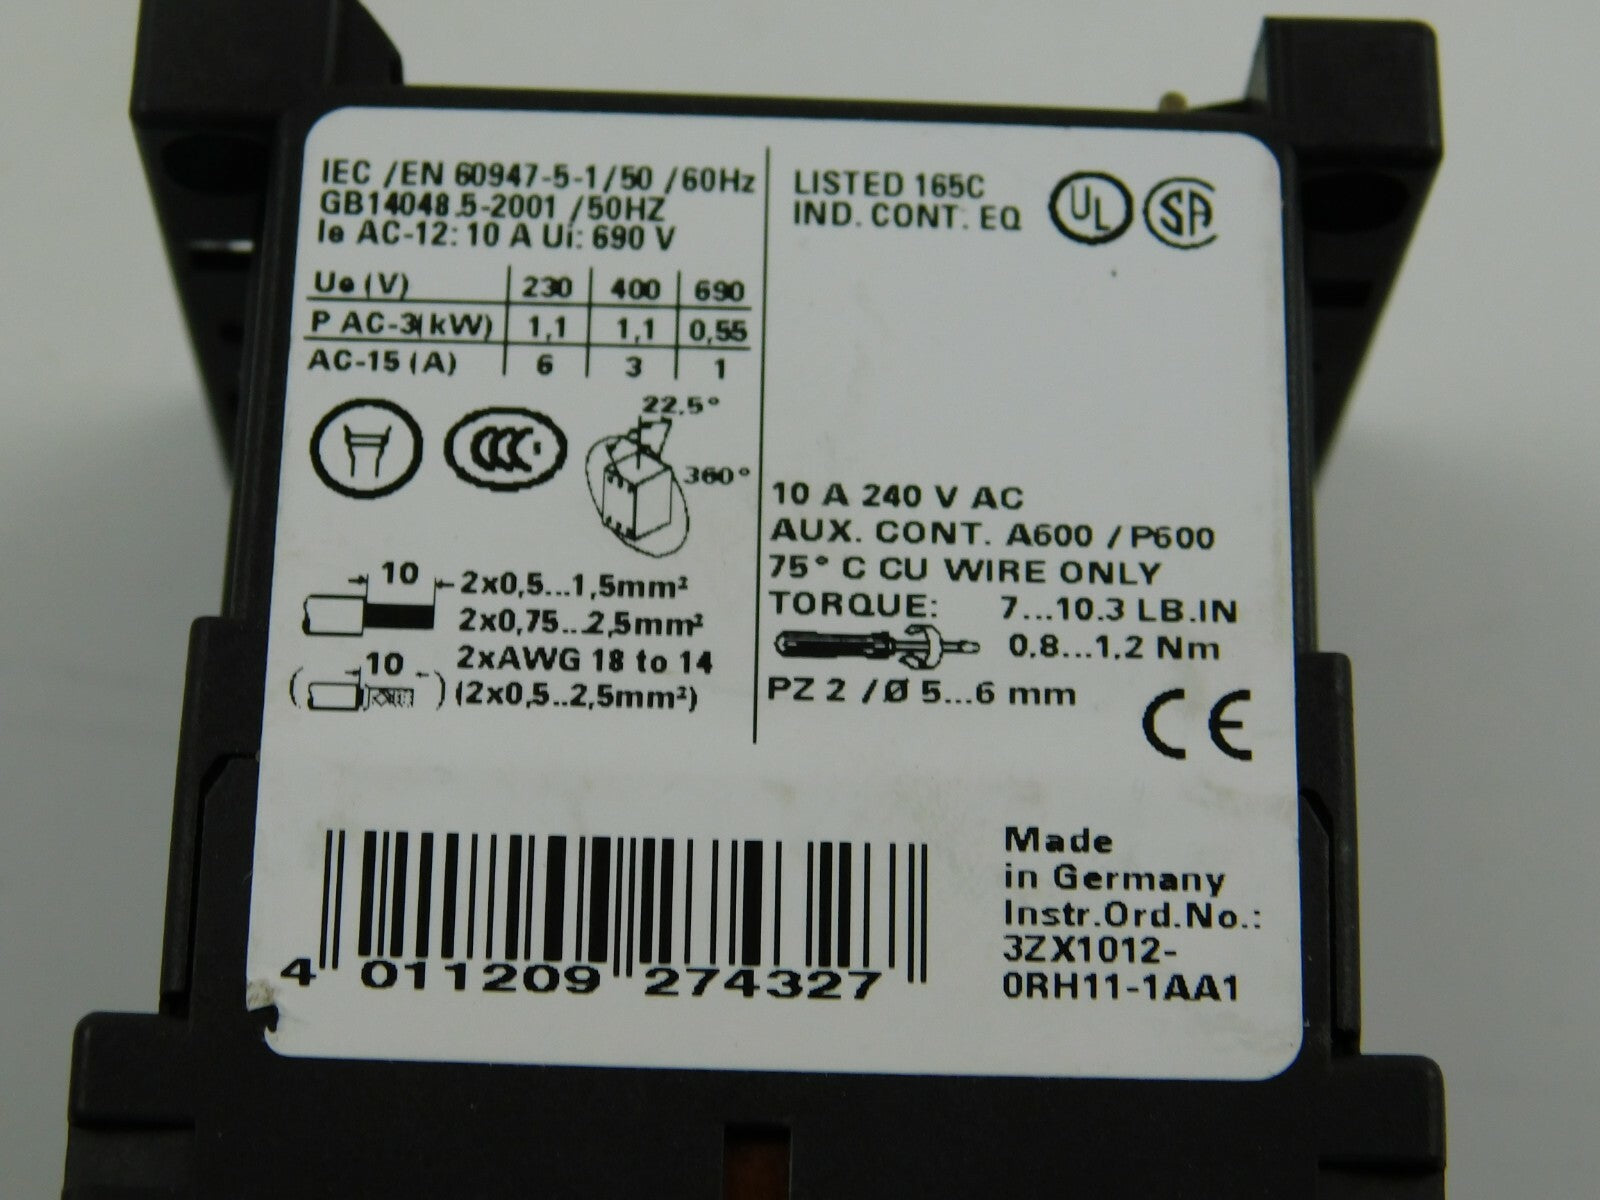 IEC /EN 60947-5-1/50 /60Hz
GB14048.5-2001 /50HZ
Ie AC-12: 10 A Ui: 690 V
Ue (V) 230 400 690
P AC-3(kW) 1,1 1,1 0,55
AC-15 (A) 6 3 1
CCC
22.5°
360°
10 2x0,5...1,5mm²
2x0,75...2,5mm²
2xAWG 18 to 14
10 (2x0,5..2,5mm²)
LISTED 165C
IND. CONT. EQ
UL
SA
10 A 240 V AC
AUX. CONT. A600 / P600
75° C CU WIRE ONLY
TORQUE: 7...10.3 LB.IN
0.8...1.2 Nm
PZ 2 / Ø 5...6 mm
CE
4 011209 274327
Made
in Germany
Instr.Ord.No.:
3ZX1012-
0RH11-1AA1